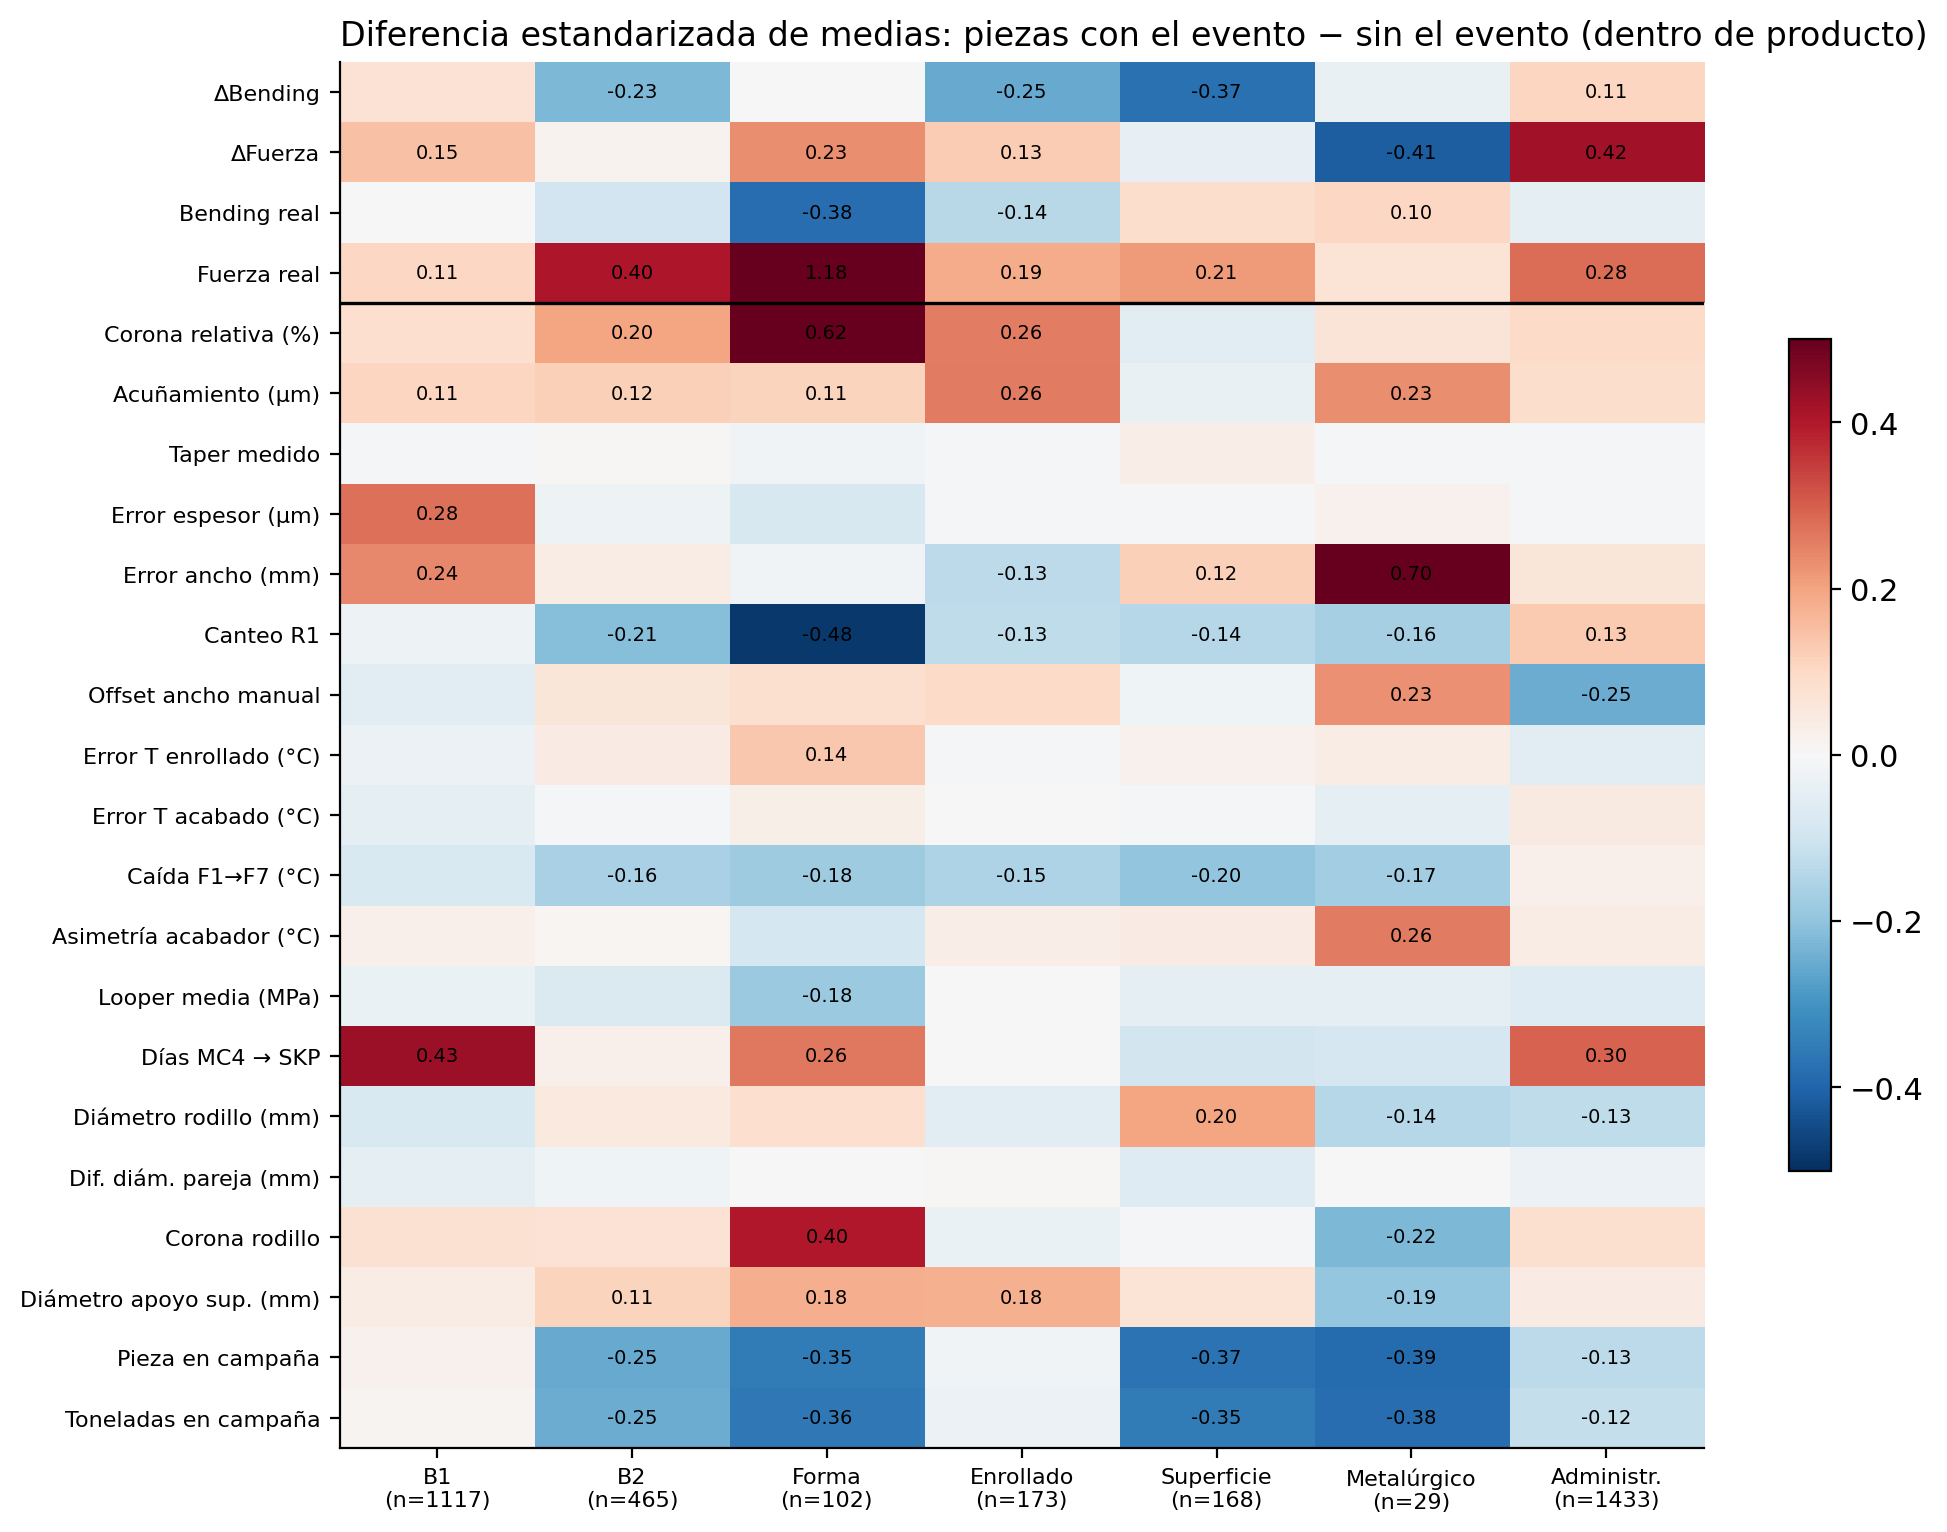 Diferencia estandarizada de medias: piezas con el evento − sin el evento (dentro de producto)
ΔBending -0.23 -0.25 -0.37 0.11
ΔFuerza 0.15 0.23 0.13 -0.41 0.42
Bending real -0.38 -0.14 0.10
Fuerza real 0.11 0.40 1.18 0.19 0.21 0.28
Corona relativa (%) 0.20 0.62 0.26
Acuñamiento (µm) 0.11 0.12 0.11 0.26 0.23
Taper medido
Error espesor (µm) 0.28
Error ancho (mm) 0.24 -0.13 0.12 0.70
Canteo R1 -0.21 -0.48 -0.13 -0.14 -0.16 0.13
Offset ancho manual 0.23 -0.25
Error T enrollado (°C) 0.14
Error T acabado (°C)
Caída F1→F7 (°C) -0.16 -0.18 -0.15 -0.20 -0.17
Asimetría acabador (°C) 0.26
Looper media (MPa) -0.18
Días MC4 → SKP 0.43 0.26 0.30
Diámetro rodillo (mm) 0.20 -0.14 -0.13
Dif. diám. pareja (mm)
Corona rodillo 0.40 -0.22
Diámetro apoyo sup. (mm) 0.11 0.18 0.18 -0.19
Pieza en campaña -0.25 -0.35 -0.37 -0.39 -0.13
Toneladas en campaña -0.25 -0.36 -0.35 -0.38 -0.12
B1 B2 Forma Enrollado Superficie Metalúrgico Administr.
(n=1117) (n=465) (n=102) (n=173) (n=168) (n=29) (n=1433)
0.4
0.2
0.0
−0.2
−0.4